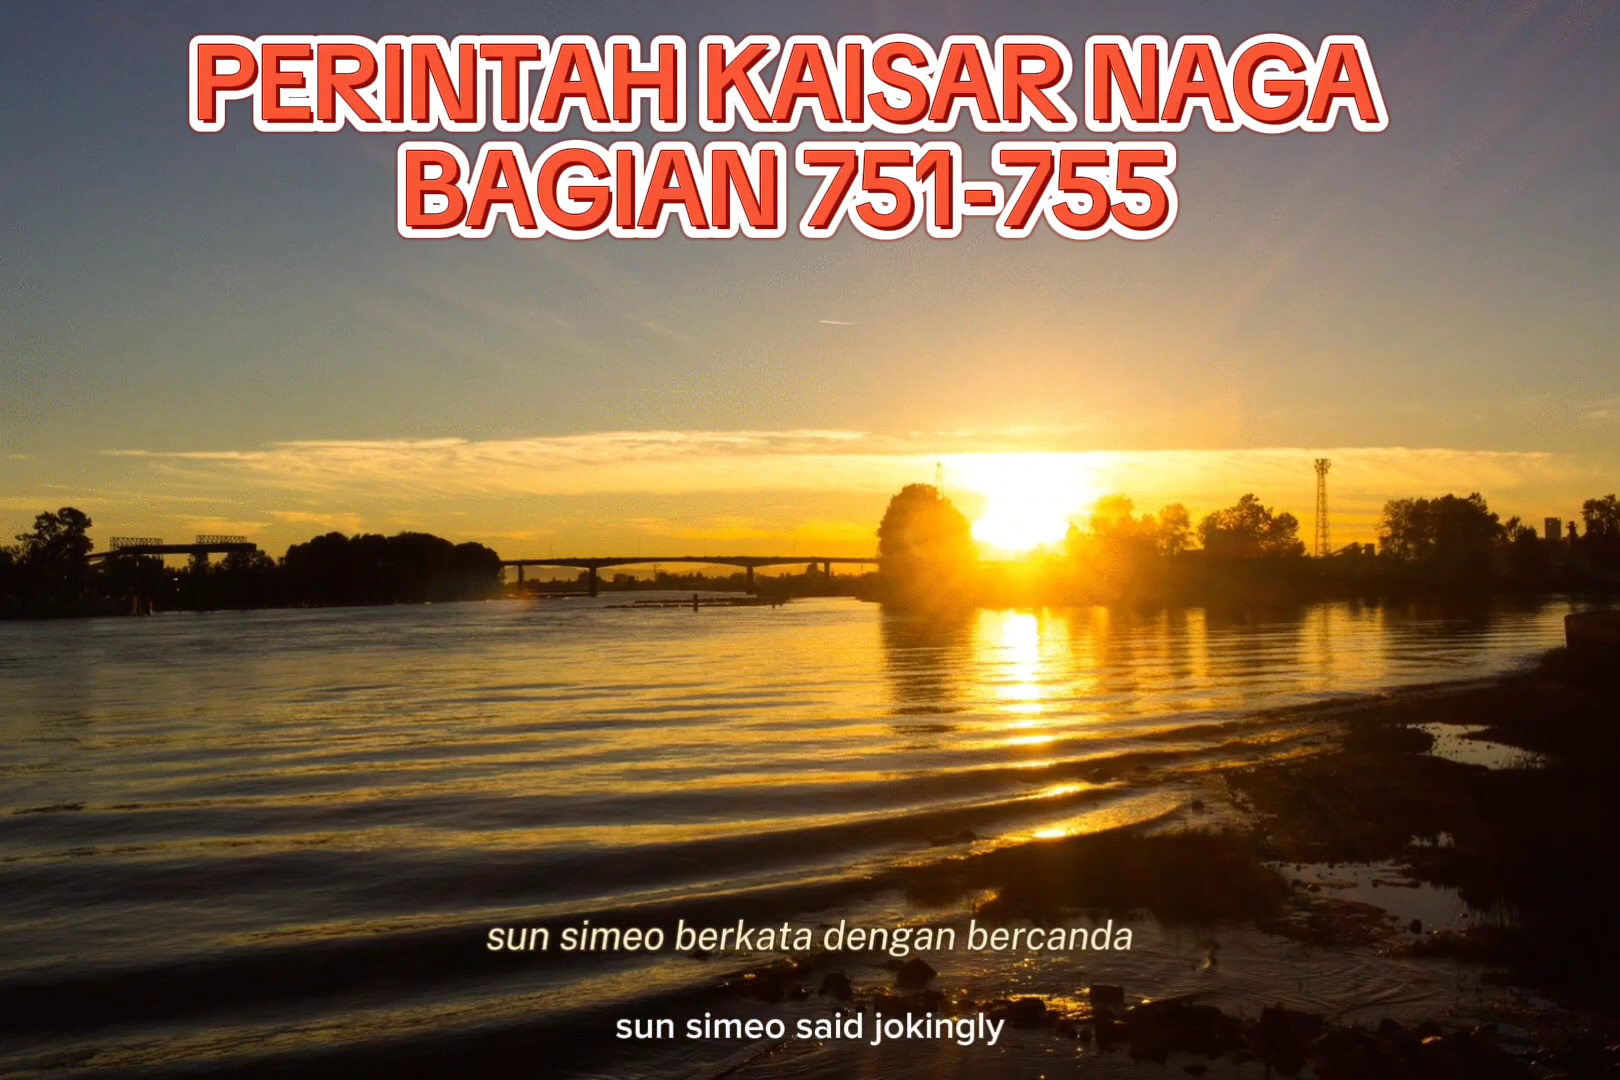 PERINTAH KAISAR NAGA
BAGIAN 751-755
sun simeo berkata dengan bercanda
sun simeo said jokingly